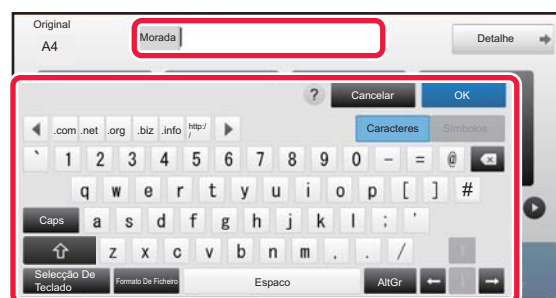 Original
A4
Morada
Detalhe
? Cancelar OK
.com .net .org .biz .info http:/
/
Caracteres Símbolos
` 1 2 3 4 5 6 7 8 9 0 - = @
q w e r t y u i o p [ ] #
Caps a s d f g h j k l ; '
z x c v b n m , . /
Selecção De
Teclado
Formato De Ficheiro Espaco AltGr